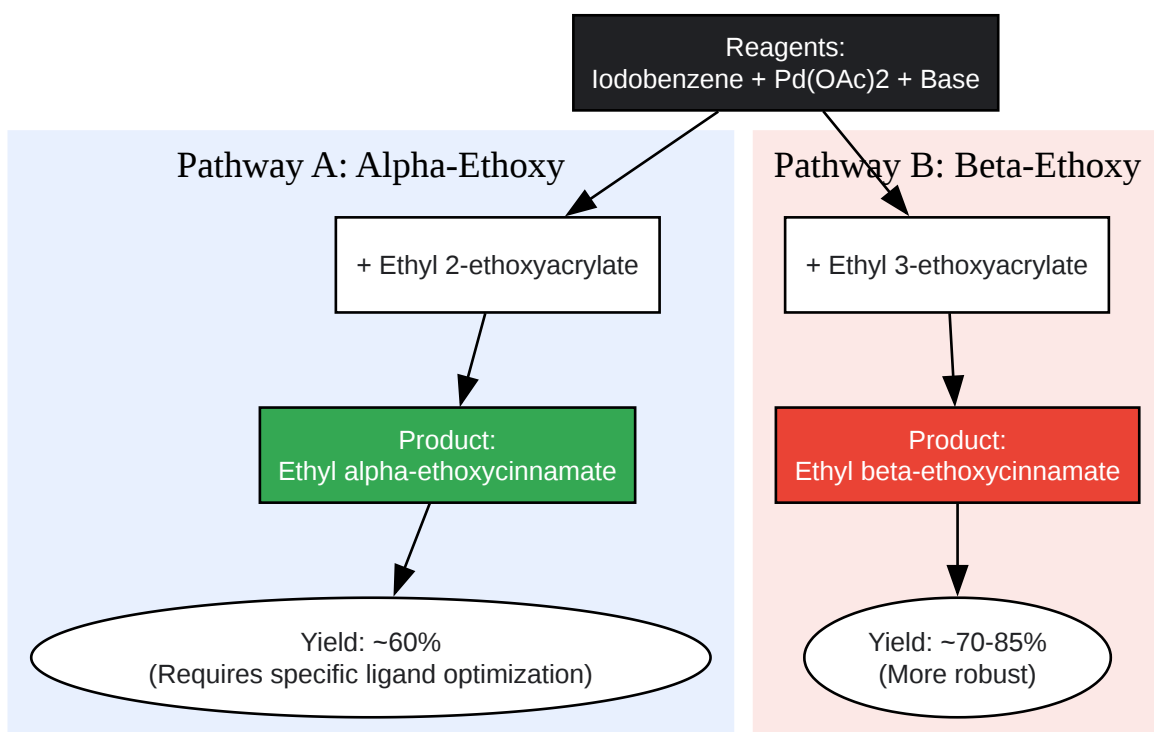 Reagents:
Iodobenzene + Pd(OAc)2 + Base
Pathway A: Alpha-Ethoxy
+ Ethyl 2-ethoxyacrylate
Product:
Ethyl alpha-ethoxycinnamate
Yield: ~60%
(Requires specific ligand optimization)
Pathway B: Beta-Ethoxy
+ Ethyl 3-ethoxyacrylate
Product:
Ethyl beta-ethoxycinnamate
Yield: ~70-85%
(More robust)